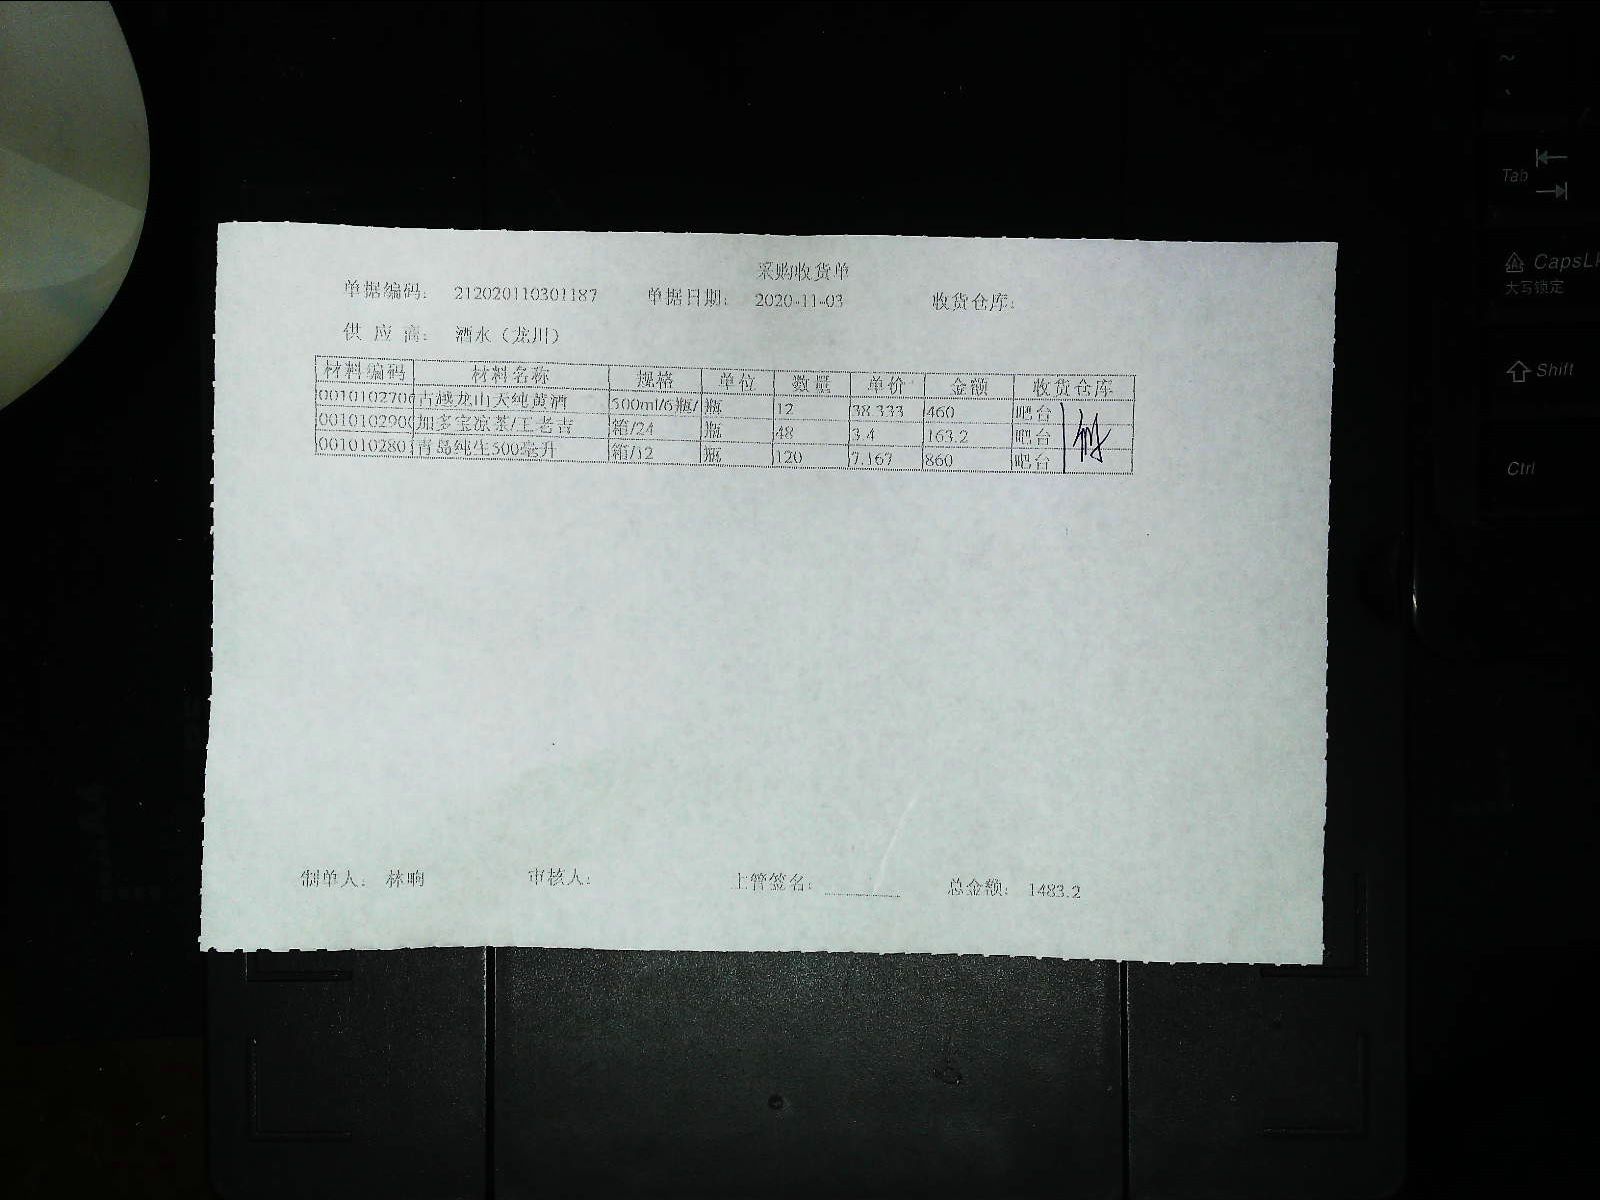 采购收货单
单据编码： 212020110301187 单据日期： 2020-11-03 收货仓库：
供 应 商： 酒水（龙川）
材料编码 材料名称 规格 单位 数量 单价 金额 收货仓库
0010102706 古越龙山大纯黄酒 500ml/6瓶/ 瓶 12 38.333 460 吧台
0010102900 加多宝凉茶/王老吉 箱/24 瓶 48 3.4 163.2 吧台
001010280 青岛纯生500毫升 箱/12 瓶 120 7.167 860 吧台
制单人： 林晌 审核人： 主管签名： 总金额： 1483.2
~
Tab
CapsL
大写锁定
Shift
Ctrl